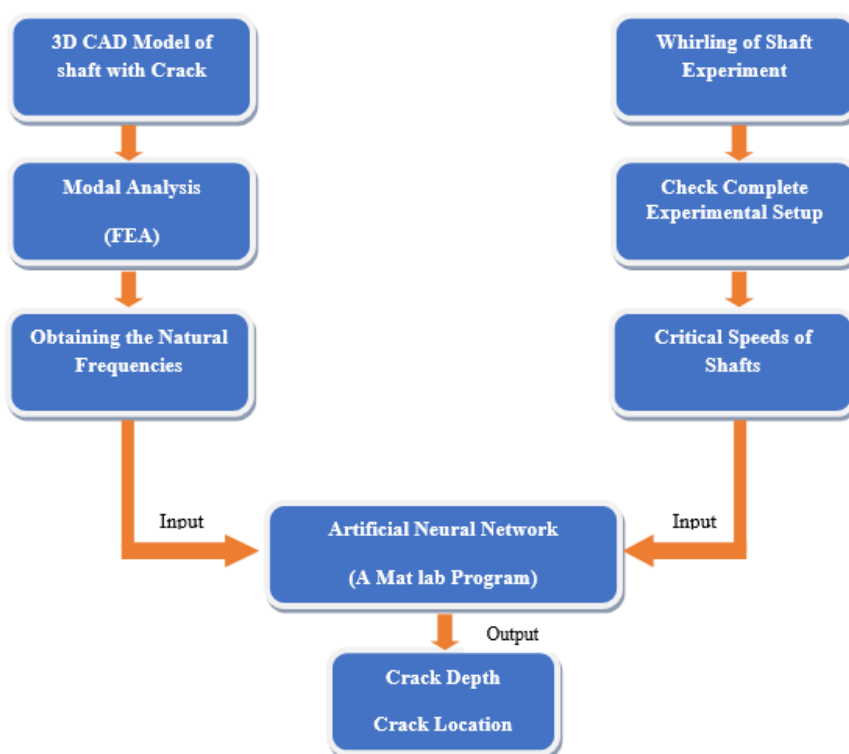 3D CAD Model of
shaft with Crack
Whirling of Shaft
Experiment
Modal Analysis
(FEA)
Check Complete
Experimental Setup
Obtaining the Natural
Frequencies
Critical Speeds of
Shafts
Input
Input
Artificial Neural Network
(A Mat lab Program)
Output
Crack Depth
Crack Location